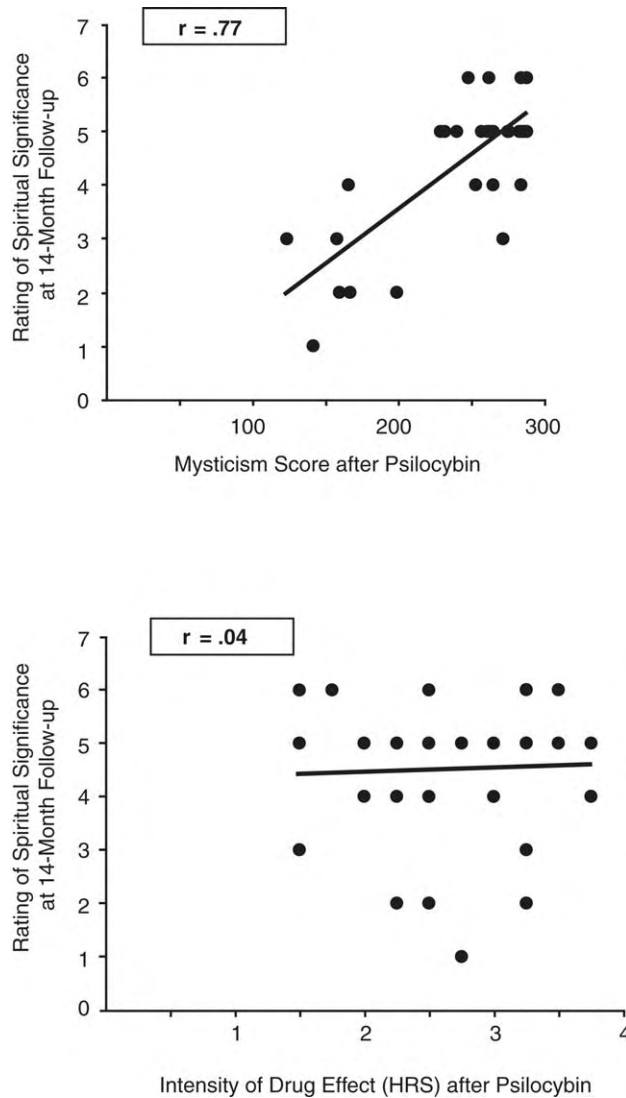 r = .77
7
6
5
4
3
2
1
0
Rating of Spiritual Significance
at 14-Month Follow-up
100 200 300
Mysticism Score after Psilocybin
r = .04
7
6
5
4
3
2
1
0
Rating of Spiritual Significance
at 14-Month Follow-up
1 2 3 4
Intensity of Drug Effect (HRS) after Psilocybin